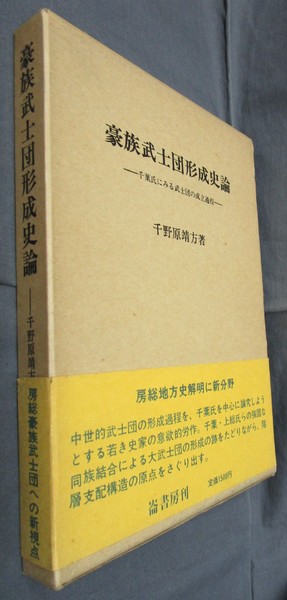 豪族武士団形成史論
―千葉氏にみる武士団の成立過程―
千野原靖方著
房総地方史解明に新分野
中世的武士団の形成過程を、千葉氏を中心に論究しよう
とする若き史家の意欲的労作。千葉・上総氏らの強固な
同族結合による大武士団の形成の跡をたどりながら、階
層支配構造の原点をさぐり出す。
定価1500円
崙書房刊
豪族武士団形成史論
―千野原靖方
房総豪族武士団への新視点